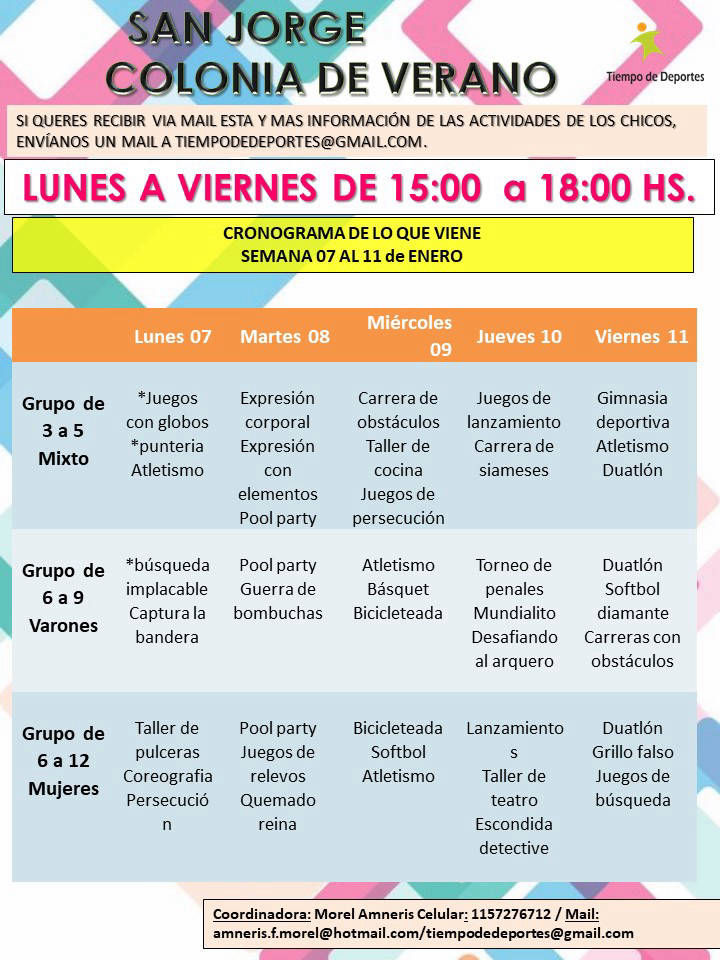 SAN JORGE
COLONIA DE VERANO
Tiempo de Deportes
SI QUERES RECIBIR VIA MAIL ESTA Y MAS INFORMACIÓN DE LAS ACTIVIDADES DE LOS CHICOS,
ENVÍANOS UN MAIL A TIEMPODEDEPORTES@GMAIL.COM.
LUNES A VIERNES DE 15:00 a 18:00 HS.
CRONOGRAMA DE LO QUE VIENE
SEMANA 07 AL 11 de ENERO
Lunes 07
Martes 08
Miércoles
09
Jueves 10
Viernes 11
Grupo de
3 a 5
Mixto
*Juegos
con globos
*punteria
Atletismo
Expresión
corporal
Expresión
con
elementos
Pool party
Carrera de
obstáculos
Taller de
cocina
Juegos de
persecución
Juegos de
lanzamiento
Carrera de
siameses
Gimnasia
deportiva
Atletismo
Duatlón
Grupo de
6 a 9
Varones
*búsqueda
implacable
Captura la
bandera
Pool party
Guerra de
bombuchas
Atletismo
Básquet
Bicicleteada
Torneo de
penales
Mundialito
Desafiando
al arquero
Duatlón
Softbol
diamante
Carreras con
obstáculos
Grupo de
6 a 12
Mujeres
Taller de
pulceras
Coreografia
Persecució
n
Pool party
Juegos de
relevos
Quemado
reina
Bicicleteada
Softbol
Atletismo
Lanzamiento
s
Taller de
teatro
Escondida
detective
Duatlón
Grillo falso
Juegos de
búsqueda
Coordinadora: Morel Amneris Celular: 1157276712 / Mail:
amneris.f.morel@hotmail.com/tiempodedeportes@gmail.com